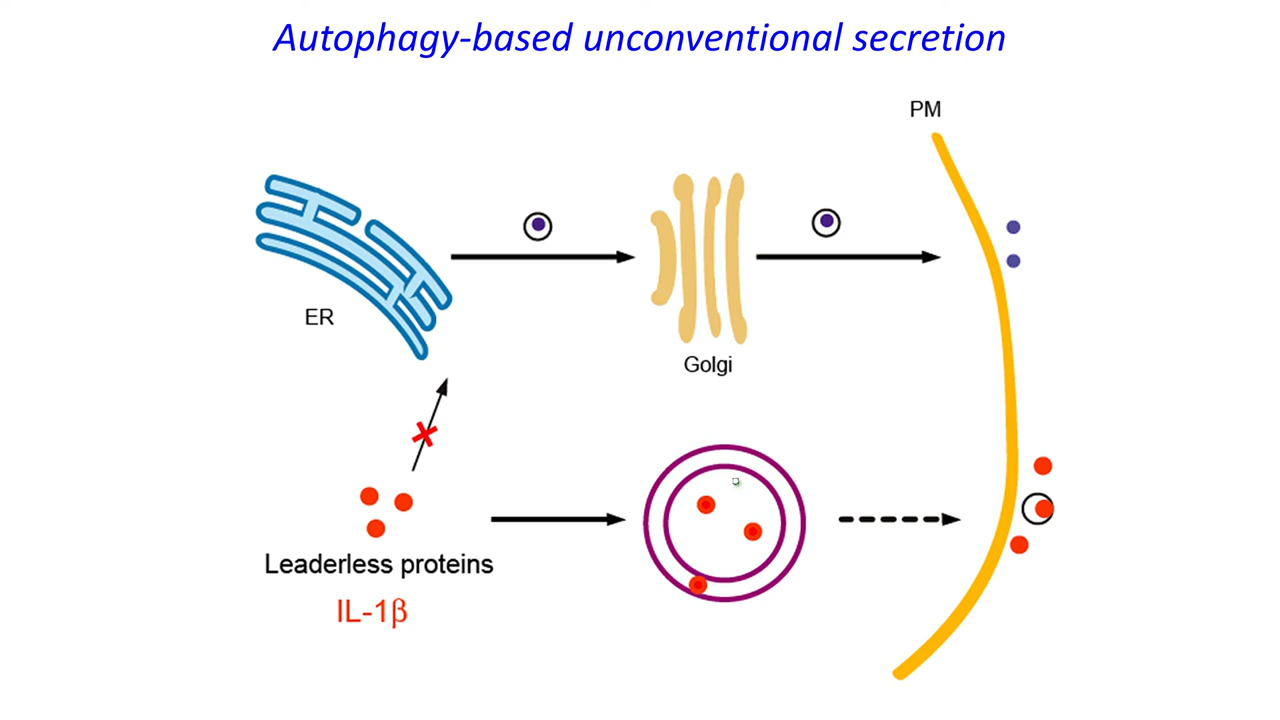 Autophagy-based unconventional secretion
PM
ER
Golgi
Leaderless proteins
IL-1β